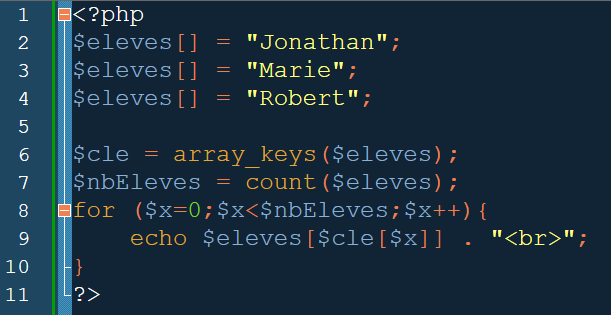 1 <?php
2 $eleves[] = "Jonathan";
3 $eleves[] = "Marie";
4 $eleves[] = "Robert";
5
6 $cle = array_keys($eleves);
7 $nbEleves = count($eleves);
8 for ($x=0;$x<$nbEleves;$x++){
9     echo $eleves[$cle[$x]] . "<br>";
10 }
11 ?>